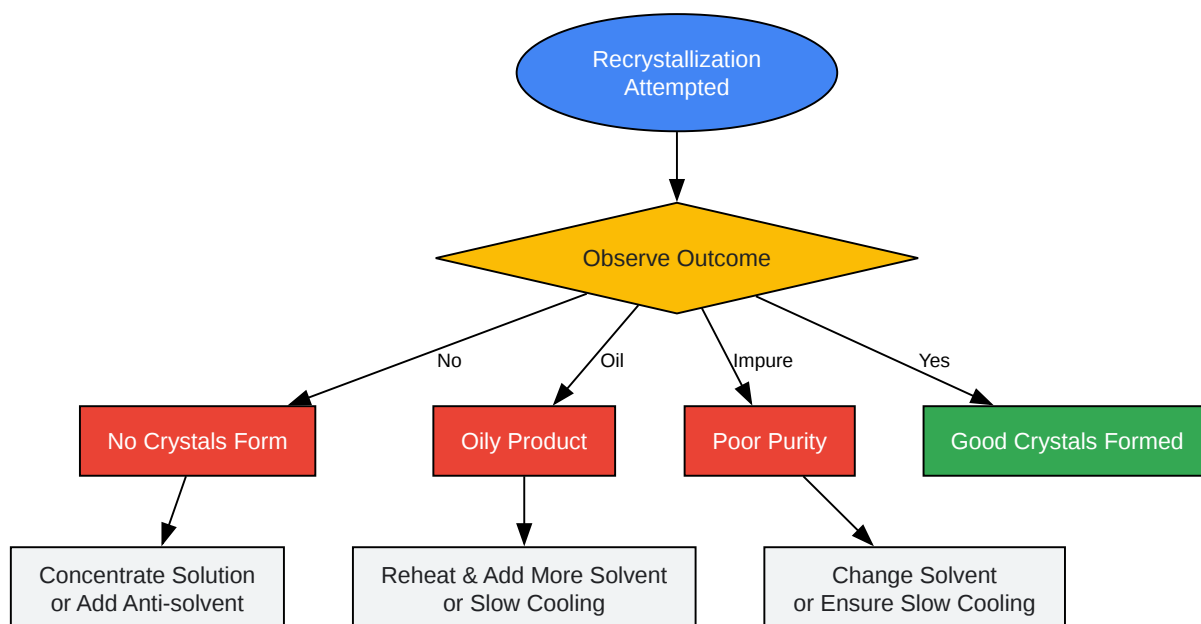 Recrystallization
Attempted
Observe Outcome
No
Oil
Impure
Yes
No Crystals Form
Oily Product
Poor Purity
Good Crystals Formed
Concentrate Solution
or Add Anti-solvent
Reheat & Add More Solvent
or Slow Cooling
Change Solvent
or Ensure Slow Cooling